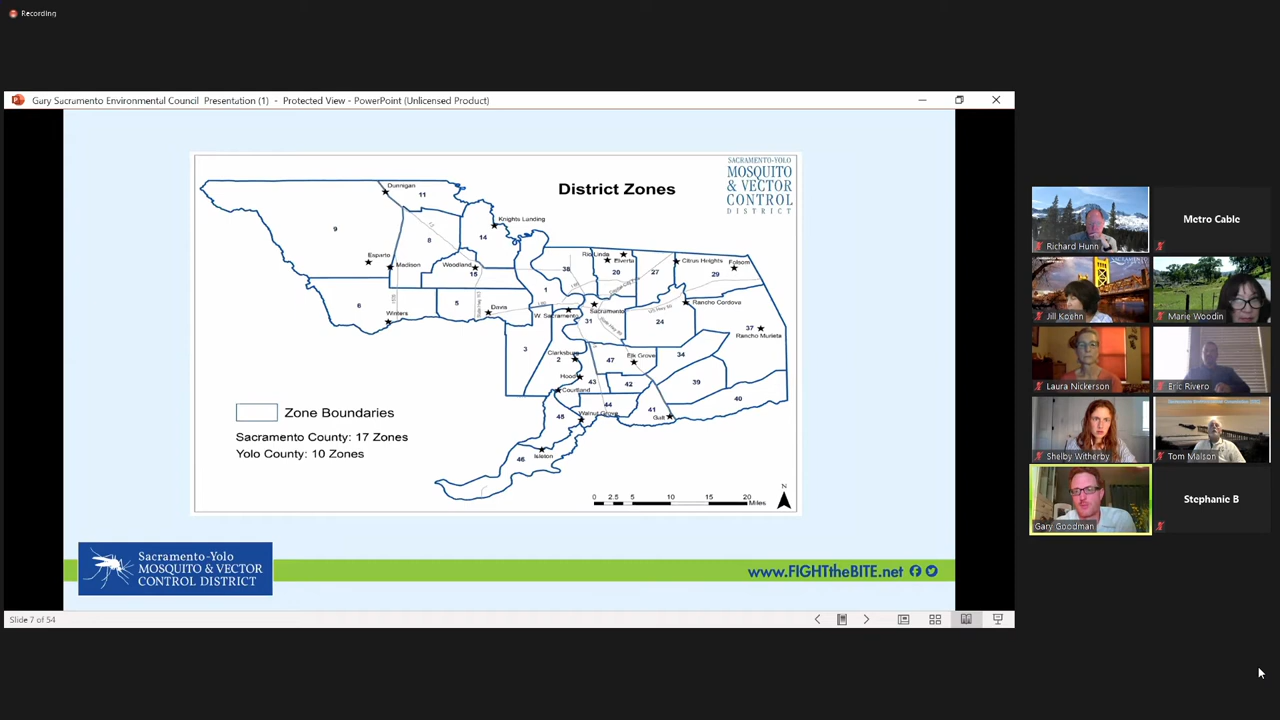 Recording
Gary Sacramento Environmental Council Presentation (1) - Protected View - PowerPoint (Unlicensed Product)
SACRAMENTO-YOLO
MOSQUITO
& VECTOR
CONTROL
DISTRICT
District Zones
Dunnigan
11
Knights Landing
9
8
14
Esparto
Madison
Woodland
15
38
Rio Linda
Elverta
20
27
Citrus Heights
Folsom
29
6
5
Davis
1
Winters
W. Sacramento
Sacramento
Rancho Cordova
31
24
37
Rancho Murieta
3
Clarksburg
2
47
Elk Grove
34
Hood
43
42
39
Courtland
40
44
41
Galt
45
Walnut Grove
46
Isleton
Zone Boundaries
Sacramento County: 17 Zones
Yolo County: 10 Zones
N
0 2.5 5 10 15 20
Miles
Sacramento-Yolo
MOSQUITO
& VECTOR
CONTROL DISTRICT
www.FIGHTtheBITE.net
Slide 7 of 54
Richard Hunn
Metro Cable
Jill Koehn
Marie Woodin
Laura Nickerson
Eric Rivero
Shelby Witherby
Tom Malson
Gary Goodman
Stephanie B